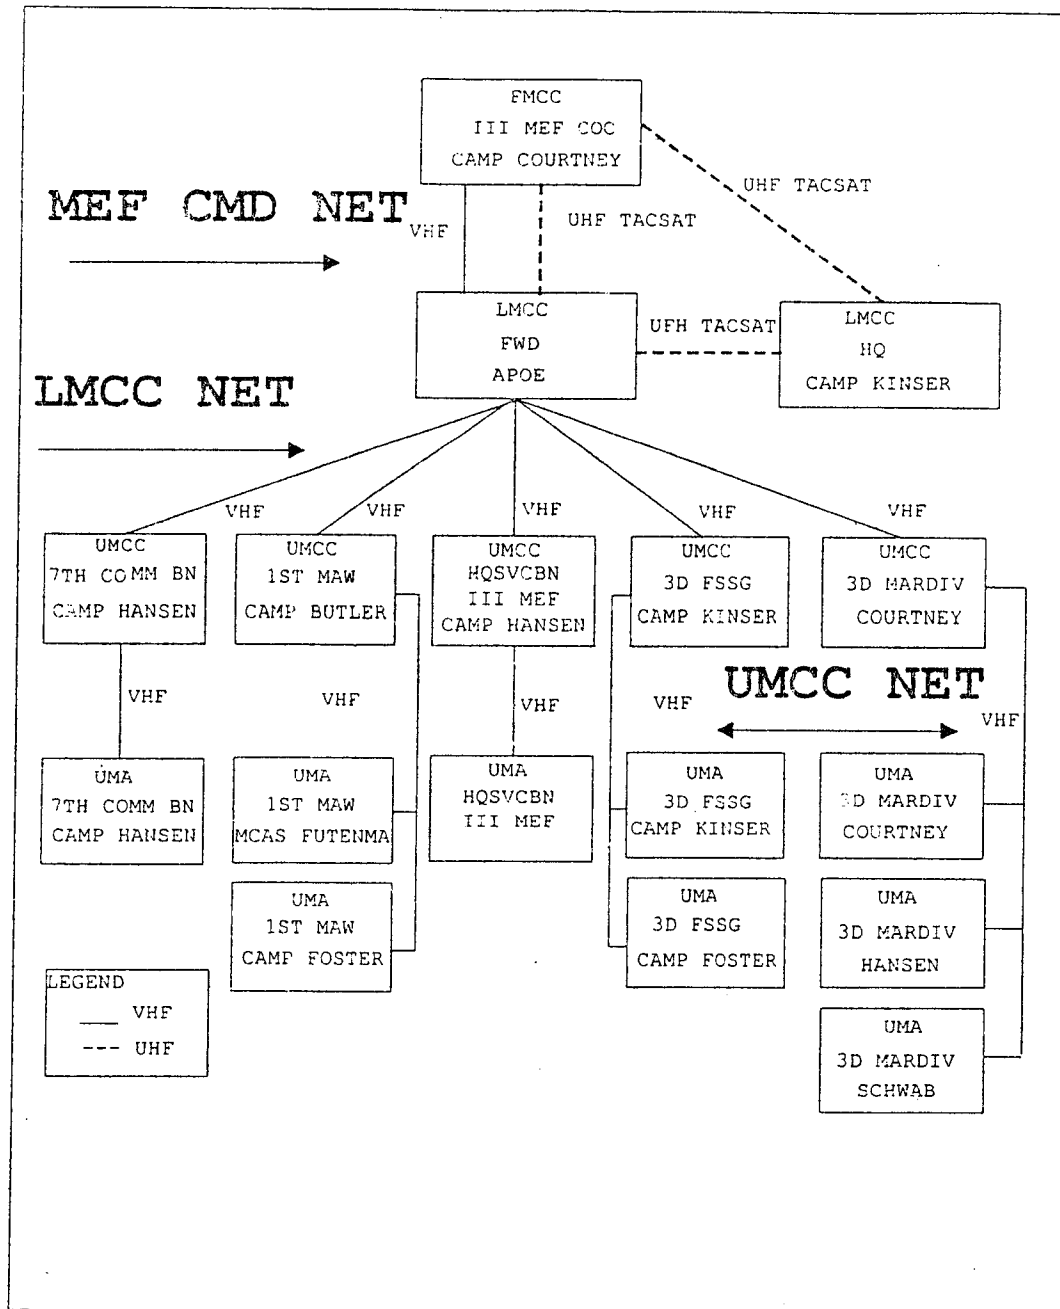 FMCC
III MEF COC
CAMP COURTNEY
UHF TACSAT
MEF CMD NET
VHF
UHF TACSAT
LMCC
FWD
APOE
UFH TACSAT
LMCC
HQ
CAMP KINSER
LMCC NET
VHF
VHF
VHF
VHF
VHF
UMCC
7TH COMM BN
CAMP HANSEN
UMCC
1ST MAW
CAMP BUTLER
UMCC
HQSVCBN
III MEF
CAMP HANSEN
UMCC
3D FSSG
CAMP KINSER
UMCC
3D MARDIV
COURTNEY
UMCC NET
VHF
VHF
VHF
VHF
VHF
UMA
7TH COMM BN
CAMP HANSEN
UMA
1ST MAW
MCAS FUTENMA
UMA
HQSVCBN
III MEF
UMA
3D FSSG
CAMP KINSER
UMA
3D MARDIV
COURTNEY
UMA
1ST MAW
CAMP FOSTER
UMA
3D FSSG
CAMP FOSTER
UMA
3D MARDIV
HANSEN
LEGEND
VHF
UHF
UMA
3D MARDIV
SCHWAB